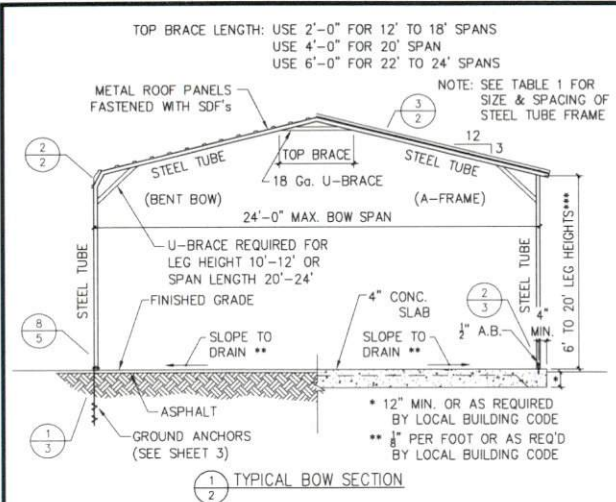 TOP BRACE LENGTH: USE 2'-0" FOR 12' TO 18' SPANS
USE 4'-0" FOR 20' SPAN
USE 6'-0" FOR 22' TO 24' SPANS
METAL ROOF PANELS
FASTENED WITH SDF's
NOTE: SEE TABLE 1 FOR
SIZE & SPACING OF
STEEL TUBE FRAME
3
2
12
3
2
2
STEEL TUBE
TOP BRACE
STEEL TUBE
18 Ga. U-BRACE
(BENT BOW)
(A-FRAME)
24'-0" MAX. BOW SPAN
U-BRACE REQUIRED FOR
LEG HEIGHT 10'-12' OR
SPAN LENGTH 20'-24'
STEEL TUBE
STEEL TUBE
6' TO 20' LEG HEIGHTS***
FINISHED GRADE
4" CONC.
SLAB
2
3
4"
MIN.
½" A.B.
8
5
SLOPE TO
DRAIN **
SLOPE TO
DRAIN **
*
ASPHALT
1
3
GROUND ANCHORS
(SEE SHEET 3)
* 12" MIN. OR AS REQUIRED
BY LOCAL BUILDING CODE
** ⅛" PER FOOT OR AS REQ'D
BY LOCAL BUILDING CODE
1
2
TYPICAL BOW SECTION